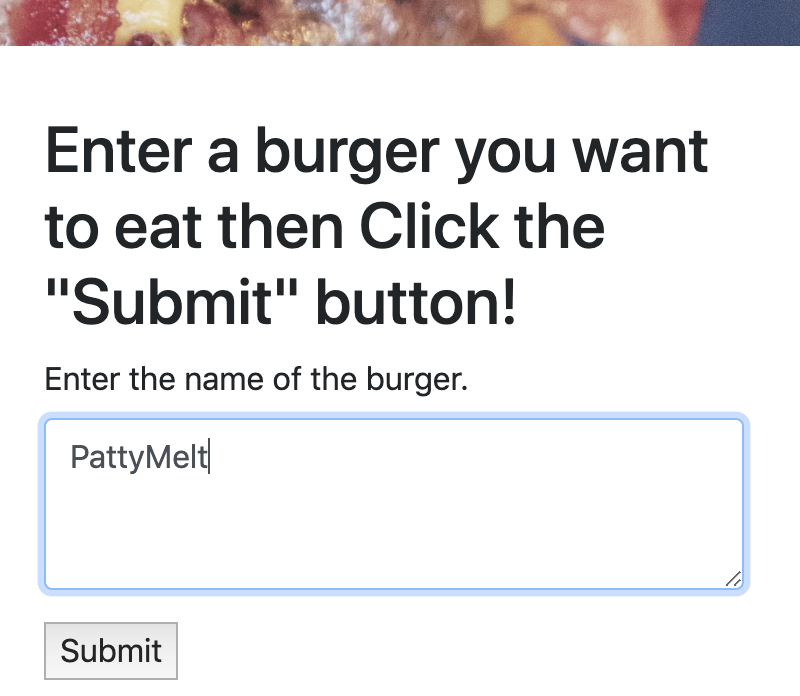 Enter a burger you want
to eat then Click the
"Submit" button!
Enter the name of the burger.
PattyMelt
Submit